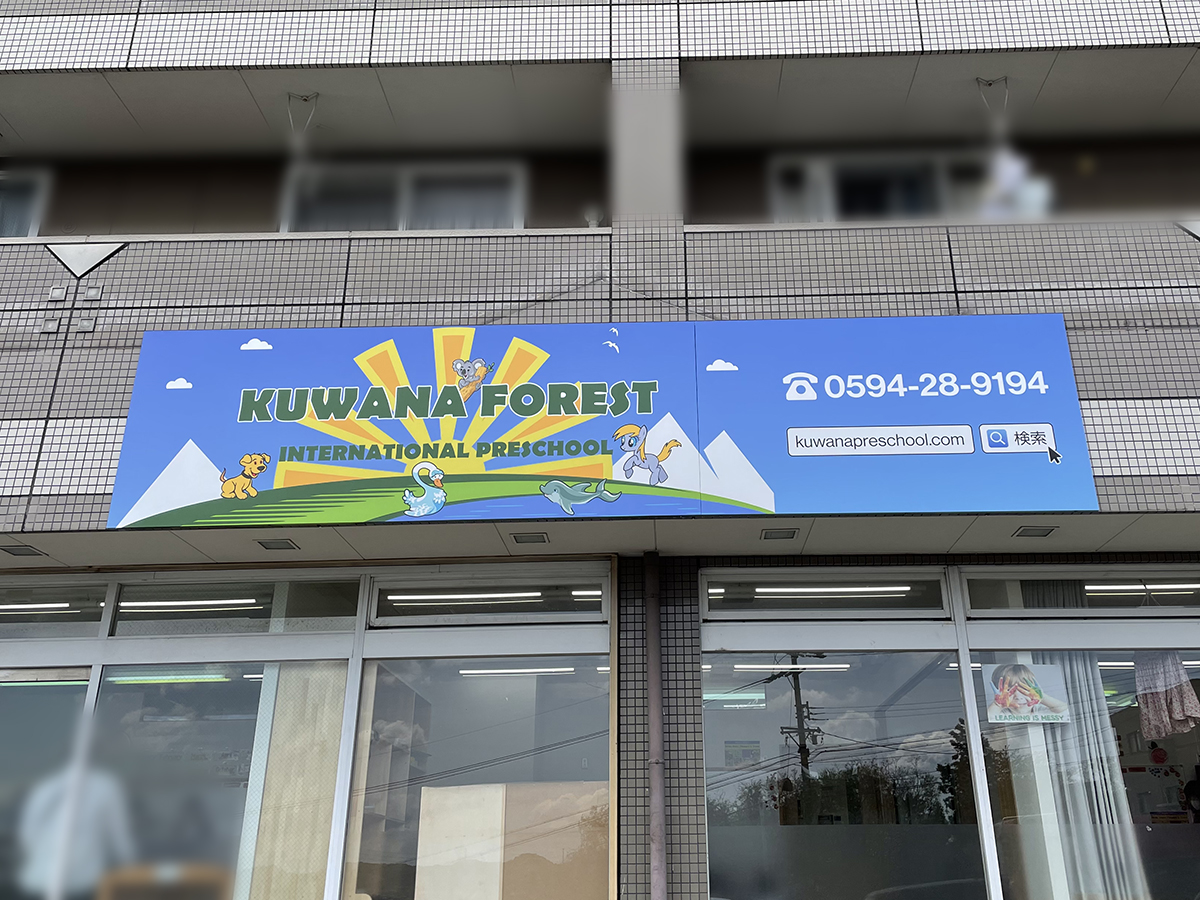 KUWANA FOREST
INTERNATIONAL PRESCHOOL
0594-28-9194
kuwanapreschool.com
検索
LEARNING IS MESSY